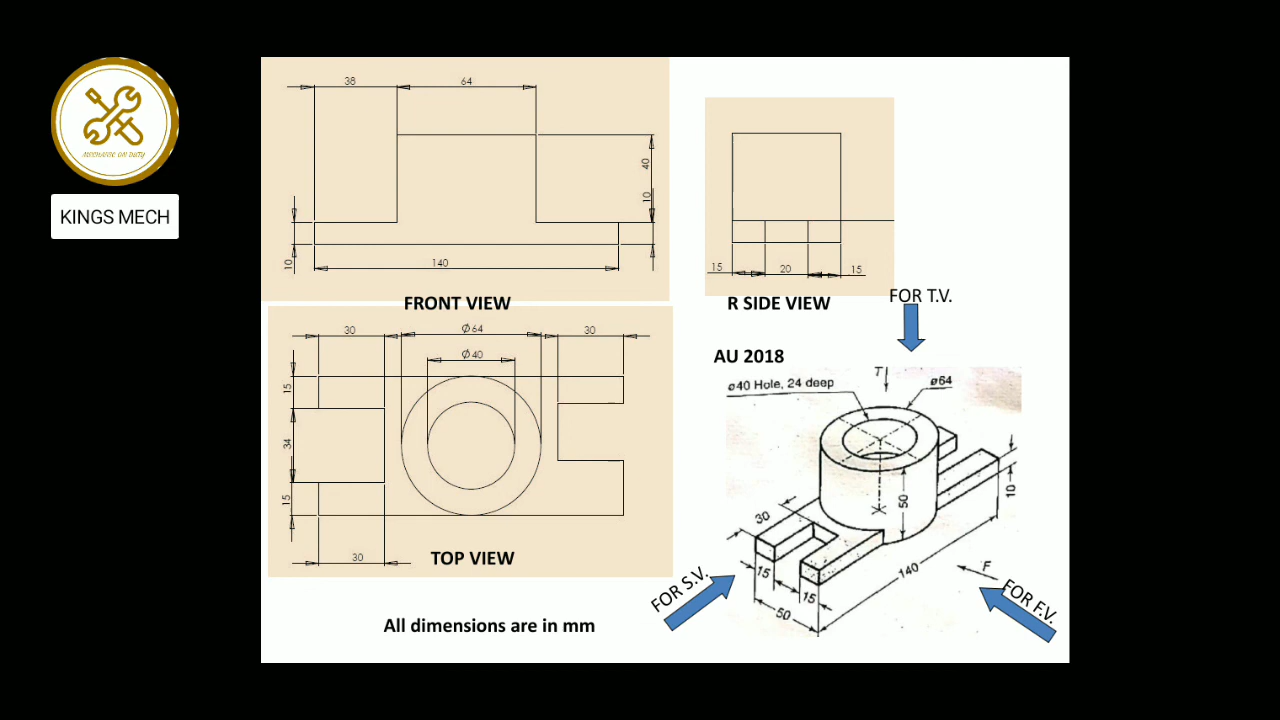 MECHANIC ON DUTY
KINGS MECH
38
64
40
10
10
140
FRONT VIEW
15
20
15
R SIDE VIEW
FOR T.V.
30
Ø64
30
Ø40
15
34
15
30
TOP VIEW
All dimensions are in mm
AU 2018
T
ø40 Hole, 24 deep
ø64
50
10
30
15
15
50
140
F
FOR S.V.
FOR F.V.